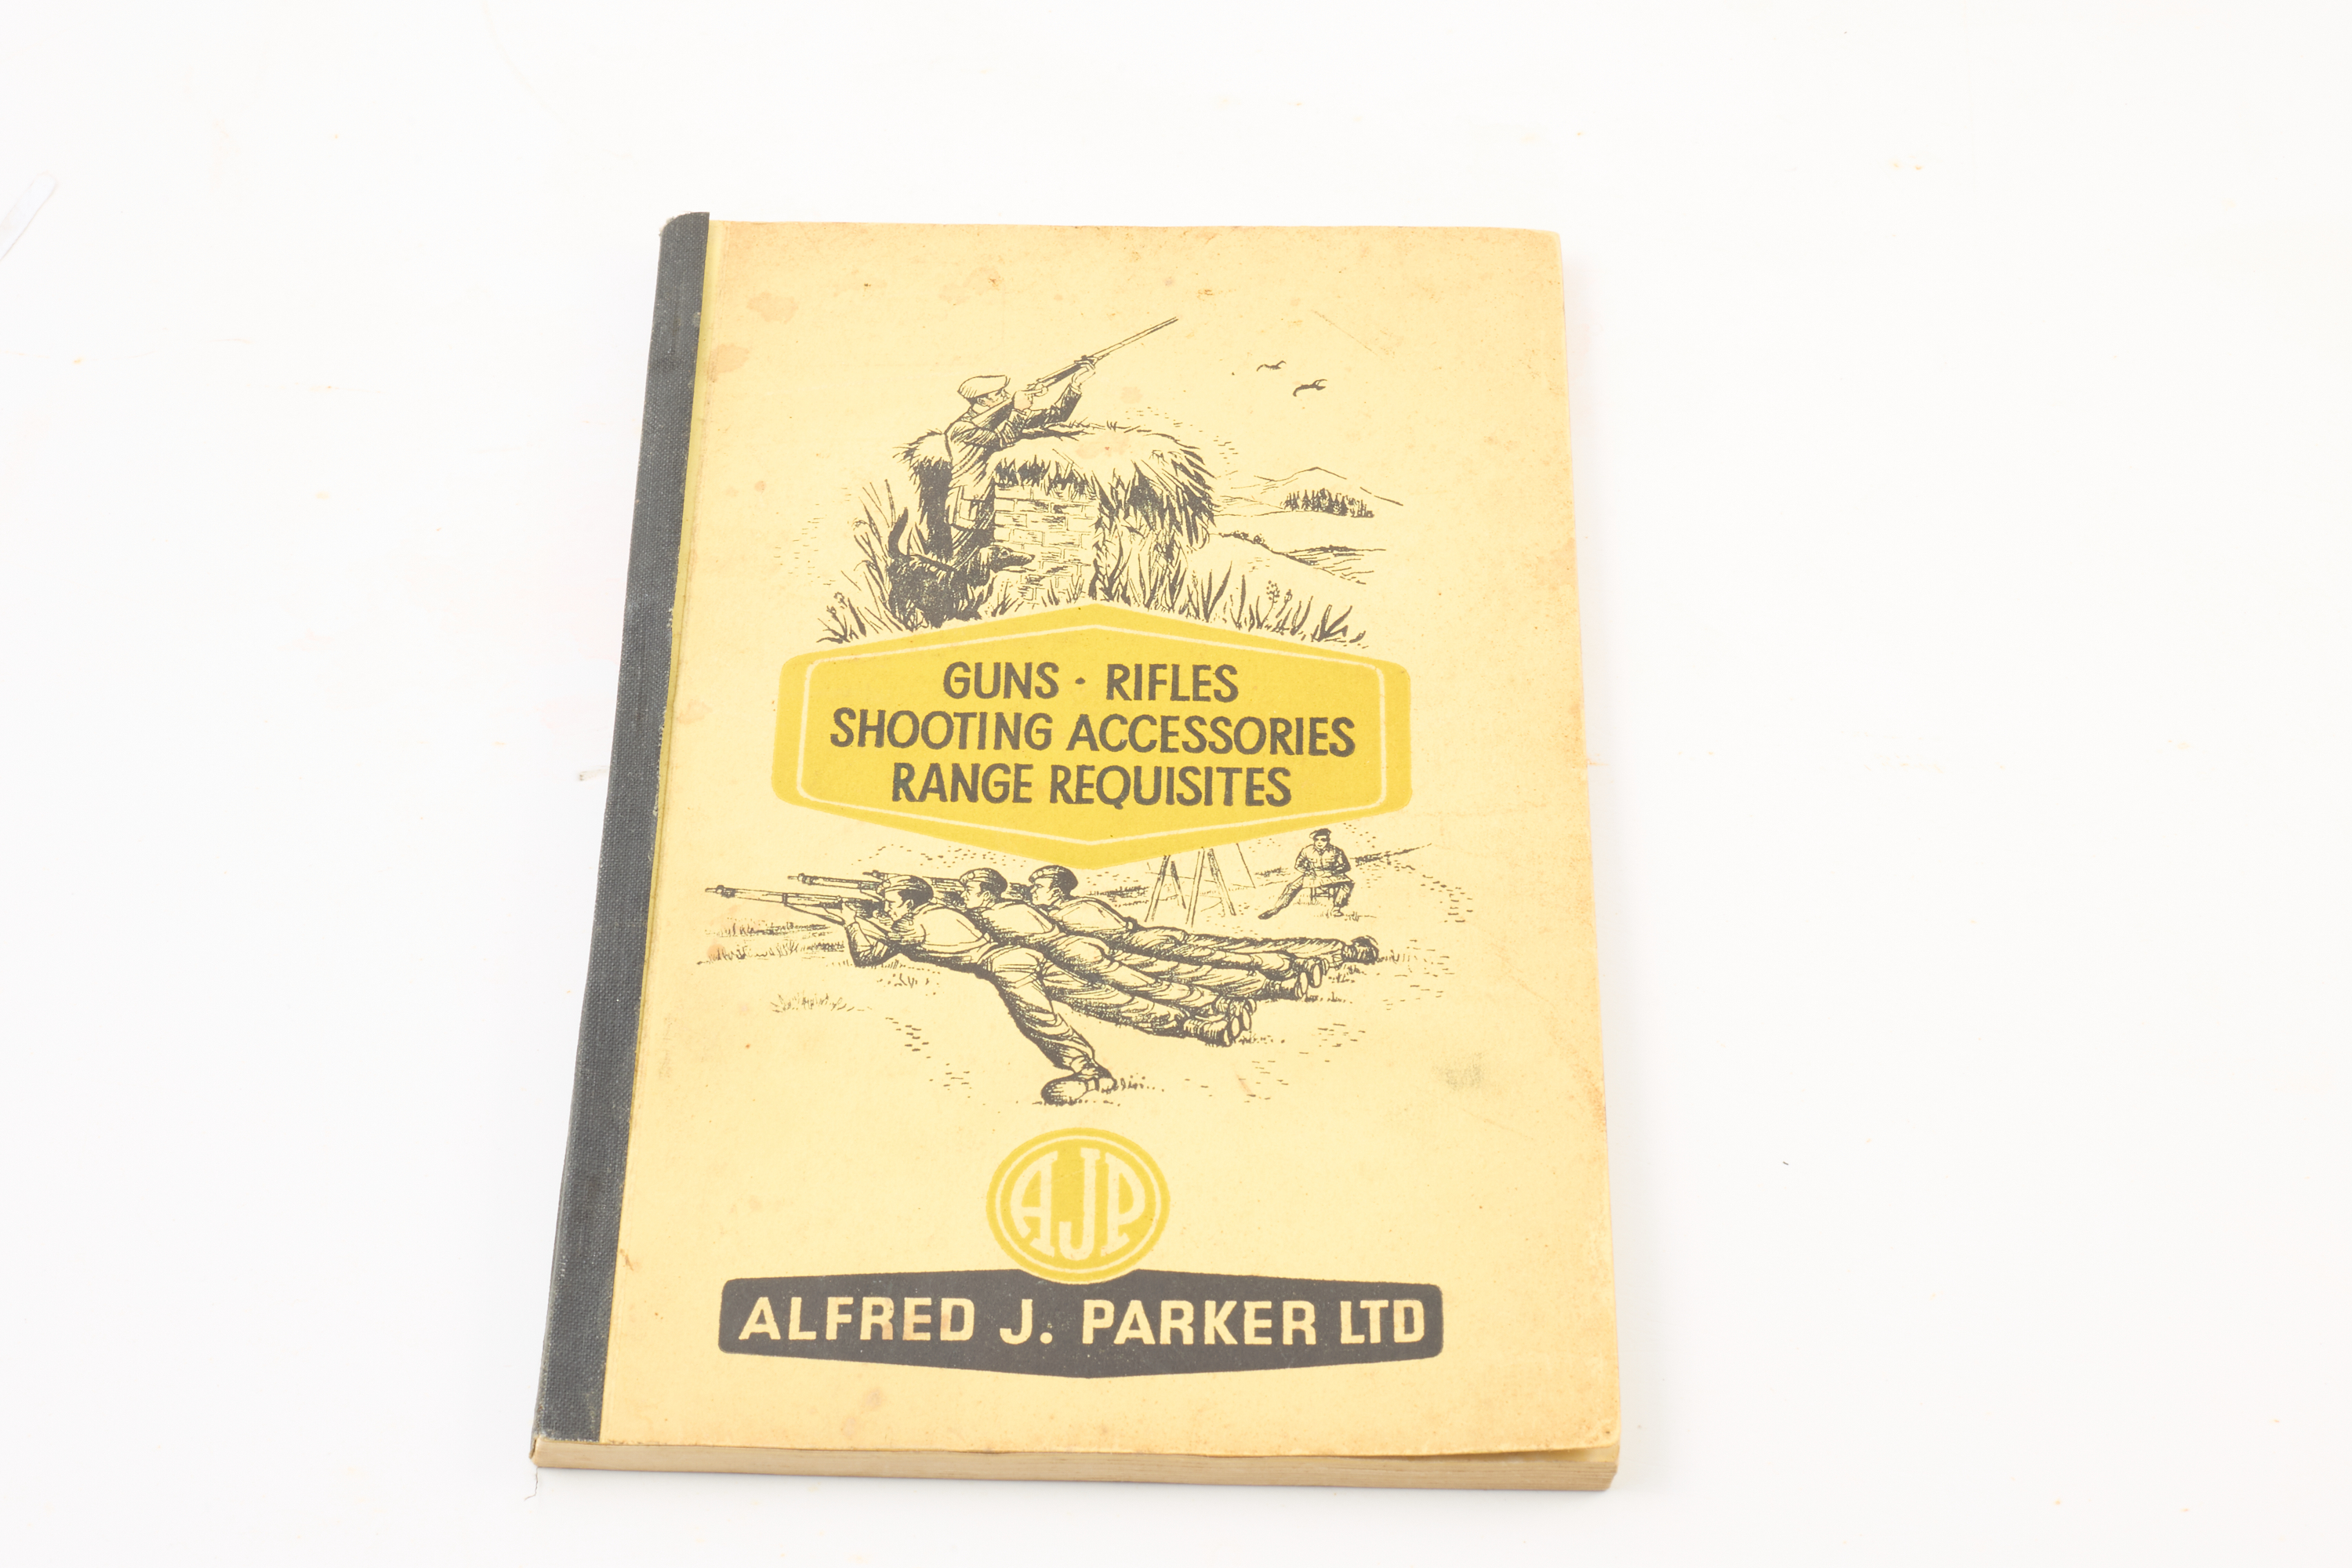 GUNS · RIFLES
SHOOTING ACCESSORIES
RANGE REQUISITES
AJP
ALFRED J. PARKER LTD